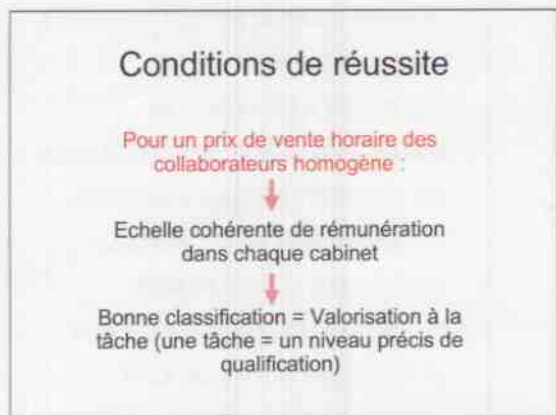 Conditions de réussite
Pour un prix de vente horaire des
collaborateurs homogène :
Echelle cohérente de rémunération
dans chaque cabinet
Bonne classification = Valorisation à la
tâche (une tâche = un niveau précis de
qualification)